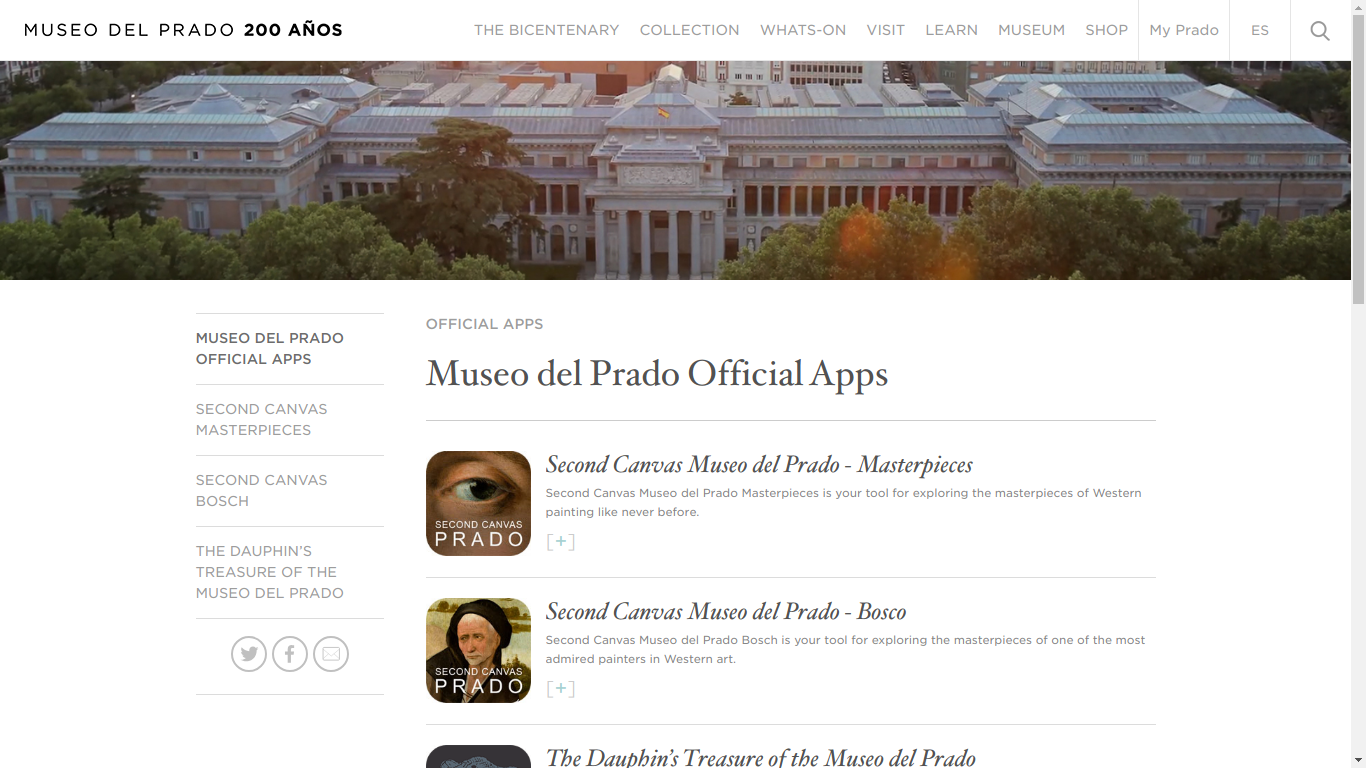 MUSEO DEL PRADO 200 AÑOS
THE BICENTENARY COLLECTION WHATS-ON VISIT LEARN MUSEUM SHOP My Prado ES
MUSEO DEL PRADO
OFFICIAL APPS
SECOND CANVAS
MASTERPIECES
SECOND CANVAS
BOSCH
THE DAUPHIN’S
TREASURE OF THE
MUSEO DEL PRADO
OFFICIAL APPS
Museo del Prado Official Apps
SECOND CANVAS
PRADO
Second Canvas Museo del Prado - Masterpieces
Second Canvas Museo del Prado Masterpieces is your tool for exploring the masterpieces of Western
painting like never before.
[+]
SECOND CANVAS
PRADO
Second Canvas Museo del Prado - Bosco
Second Canvas Museo del Prado Bosch is your tool for exploring the masterpieces of one of the most
admired painters in Western art.
[+]
The Dauphin’s Treasure of the Museo del Prado